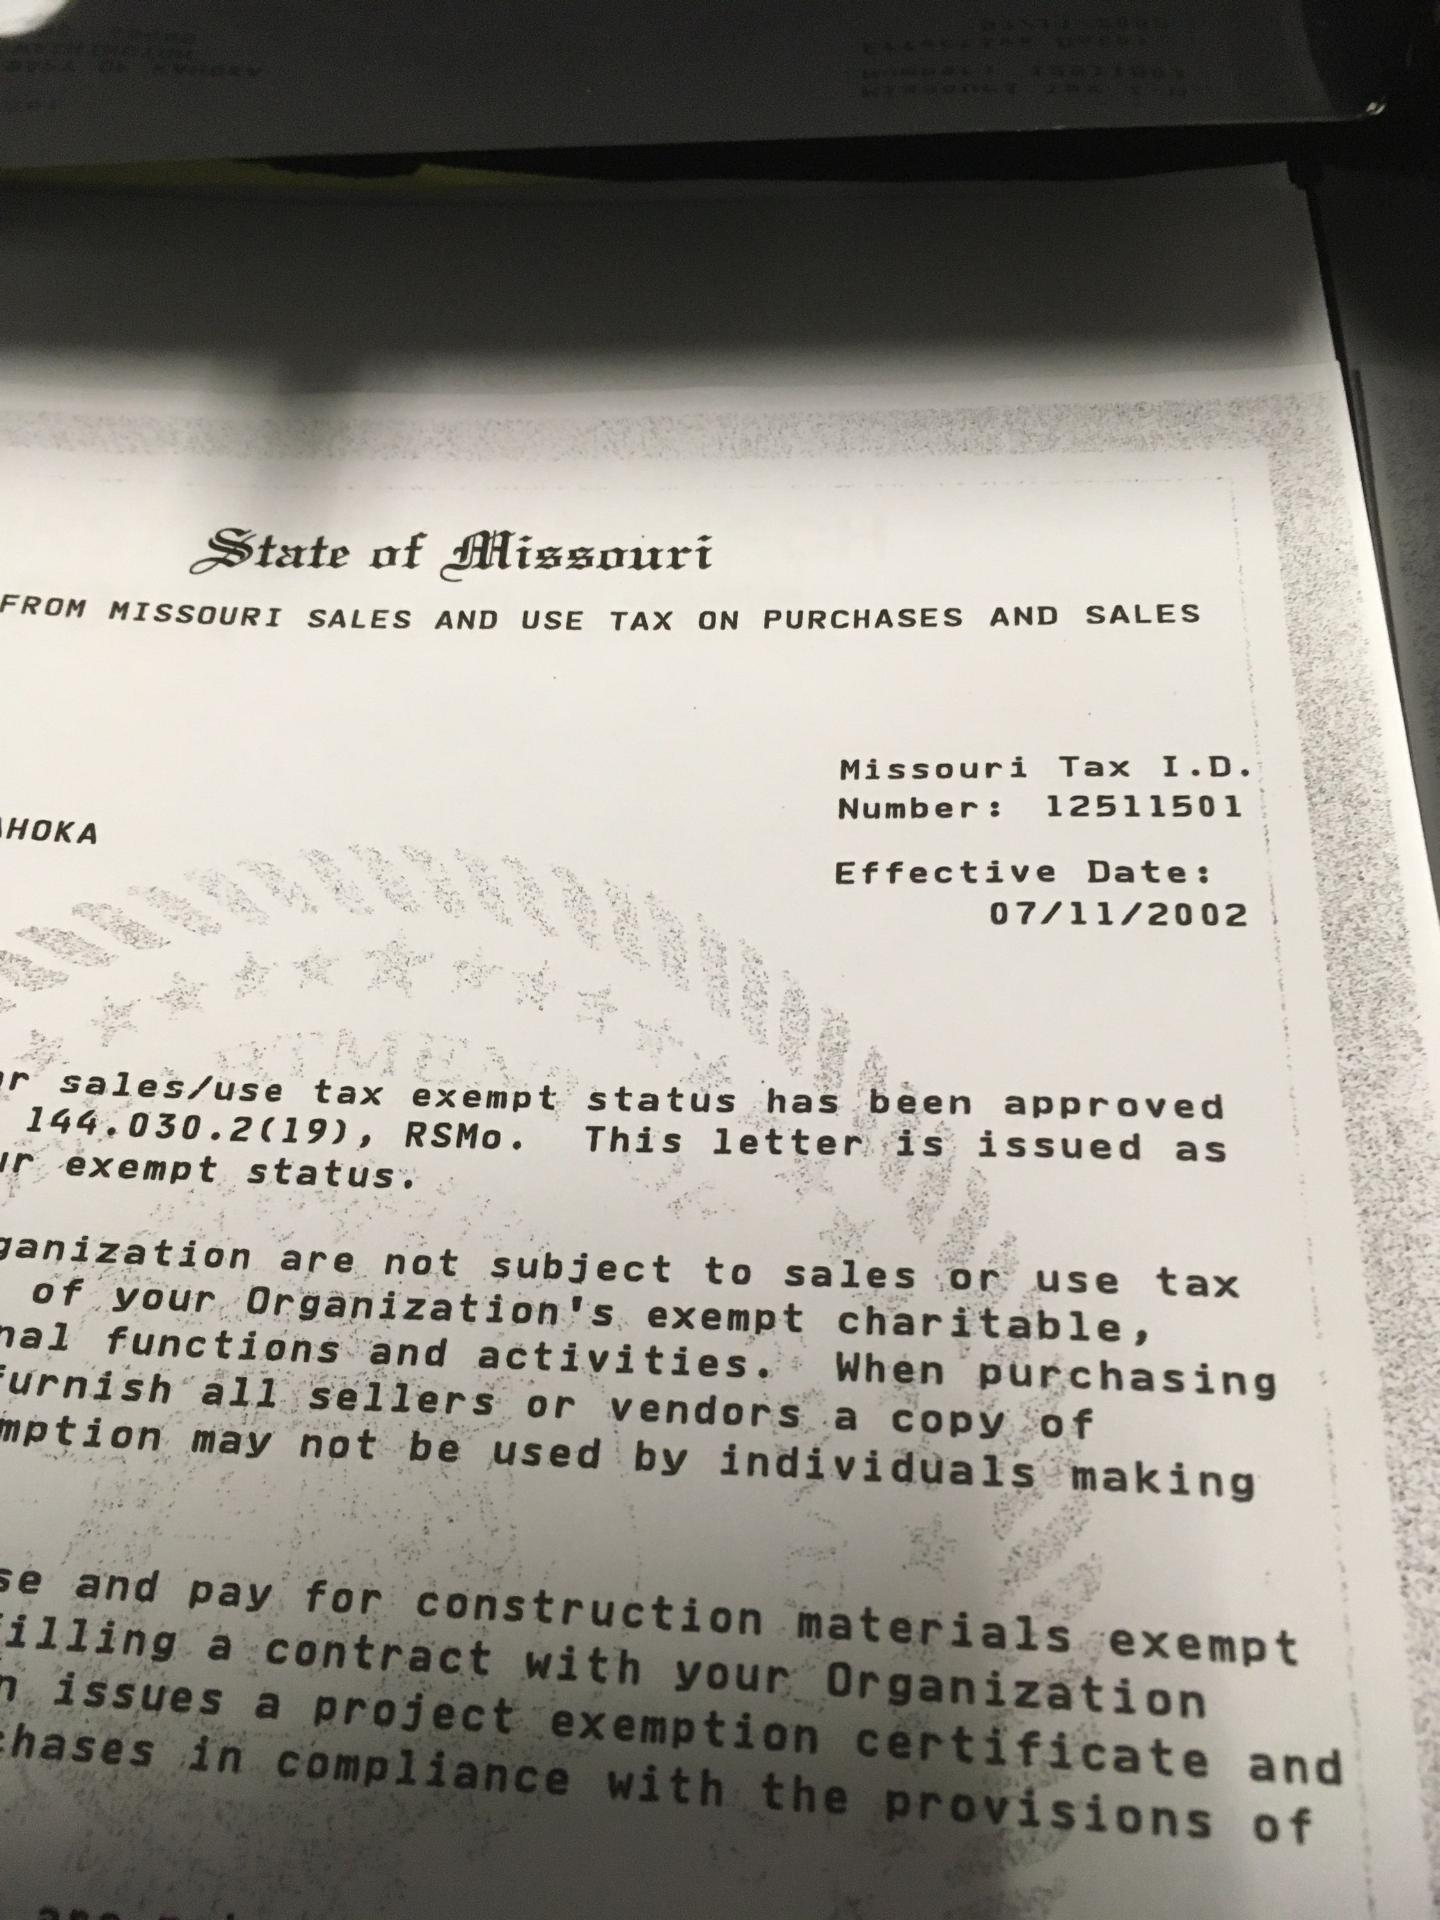 State of Missouri
FROM MISSOURI SALES AND USE TAX ON PURCHASES AND SALES
Missouri Tax I.D.
Number: 12511501
AHOKA
Effective Date:
07/11/2002
r sales/use tax exempt status has been approved
144.030.2(19), RSMo. This letter is issued as
ur exempt status.
ganization are not subject to sales or use tax
of your Organization's exempt charitable,
nal functions and activities. When purchasing
furnish all sellers or vendors a copy of
mption may not be used by individuals making
se and pay for construction materials exempt
filling a contract with your Organization
n issues a project exemption certificate and
chases in compliance with the provisions of